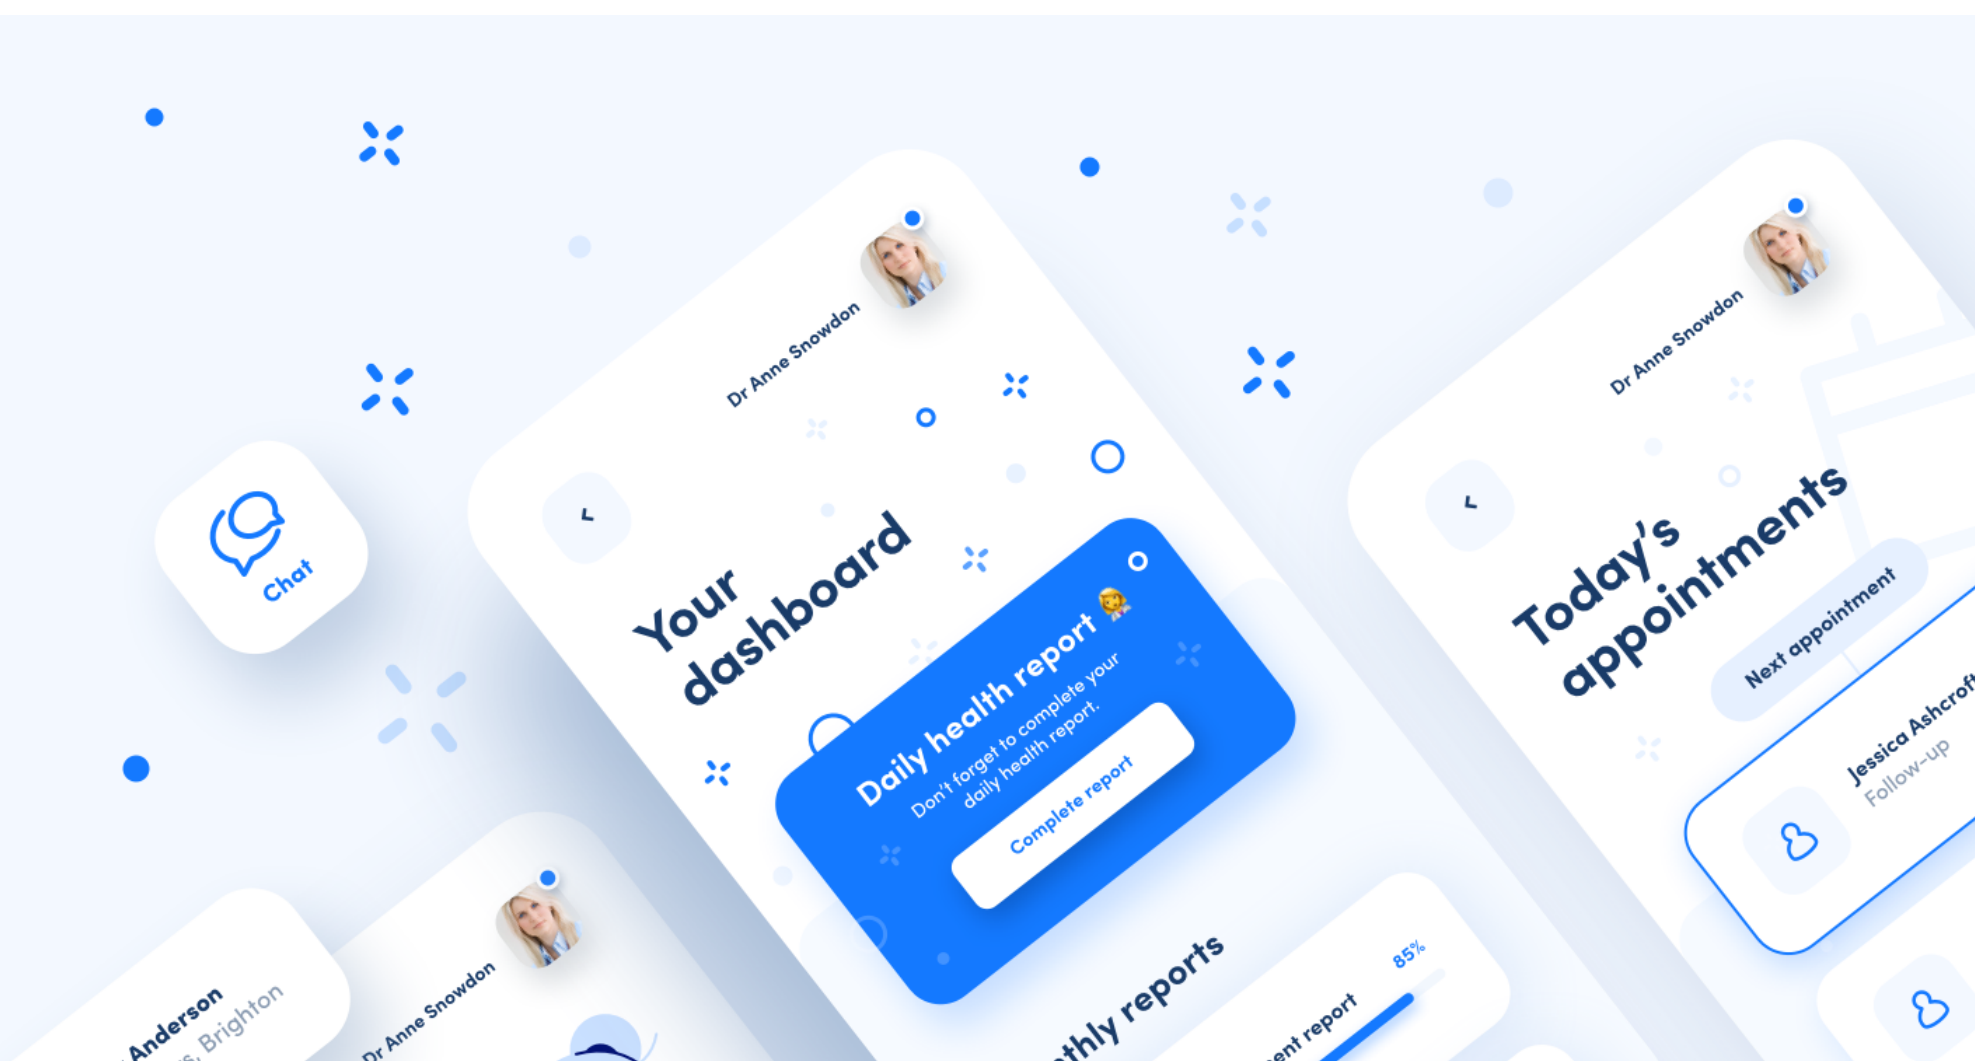 Chat
Dr Anne Snowdon
Your
dashboard
Daily health report
Don't forget to complete your
daily health report.
Complete report
85%
Dr Anne Snowdon
Today's
appointments
Next appointment
Jessica Ashcroft
Follow-up
Anderson
Brighton
Dr Anne Snowdon
report
reports